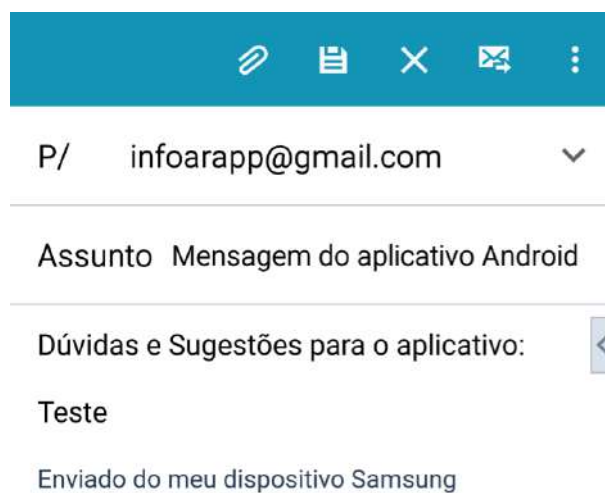 P/ infoarapp@gmail.com
Assunto Mensagem do aplicativo Android
Dúvidas e Sugestões para o aplicativo:
Teste
Enviado do meu dispositivo Samsung